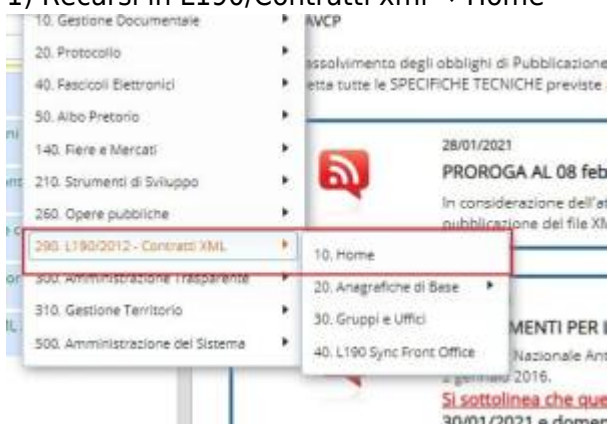 1) Recarsi in L190/Contratti xml → Home
10. Gestione Documentale
20. Protocollo
40. Fascicoli Elettronici
50. Albo Pretorio
140. Fiere e Mercati
210. Strumenti di Sviluppo
260. Opere pubbliche
290. L190/2012 - Contratti XML
300. Amministrazione Trasparente
310. Gestione Territorio
500. Amministrazione del Sistema
10. Home
20. Anagrafiche di Base
30. Gruppi e Uffici
40. L190 Sync Front Office
AVCP
assolvimento degli obblighi di Pubblicazione
etta tutte le SPECIFICHE TECNICHE previste
28/01/2021
PROROGA AL 08 feb
In considerazione dell'at
pubblicazione del file XM
MENTI PER L
Nazionale Ant
2 gennaio 2016.
Si sottolinea che que
30/01/2021 e domen